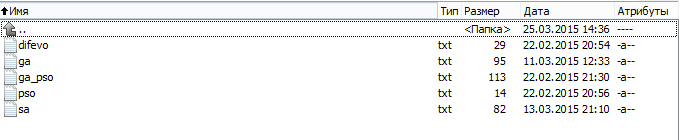 Имя Тип Размер Дата Атрибуты
.. <Папка> 25.03.2015 14:36 ----
difevo txt 29 22.02.2015 20:54 -a--
ga txt 95 11.03.2015 12:33 -a--
ga_pso txt 113 22.02.2015 21:30 -a--
pso txt 14 22.02.2015 20:56 -a--
sa txt 82 13.03.2015 21:10 -a--